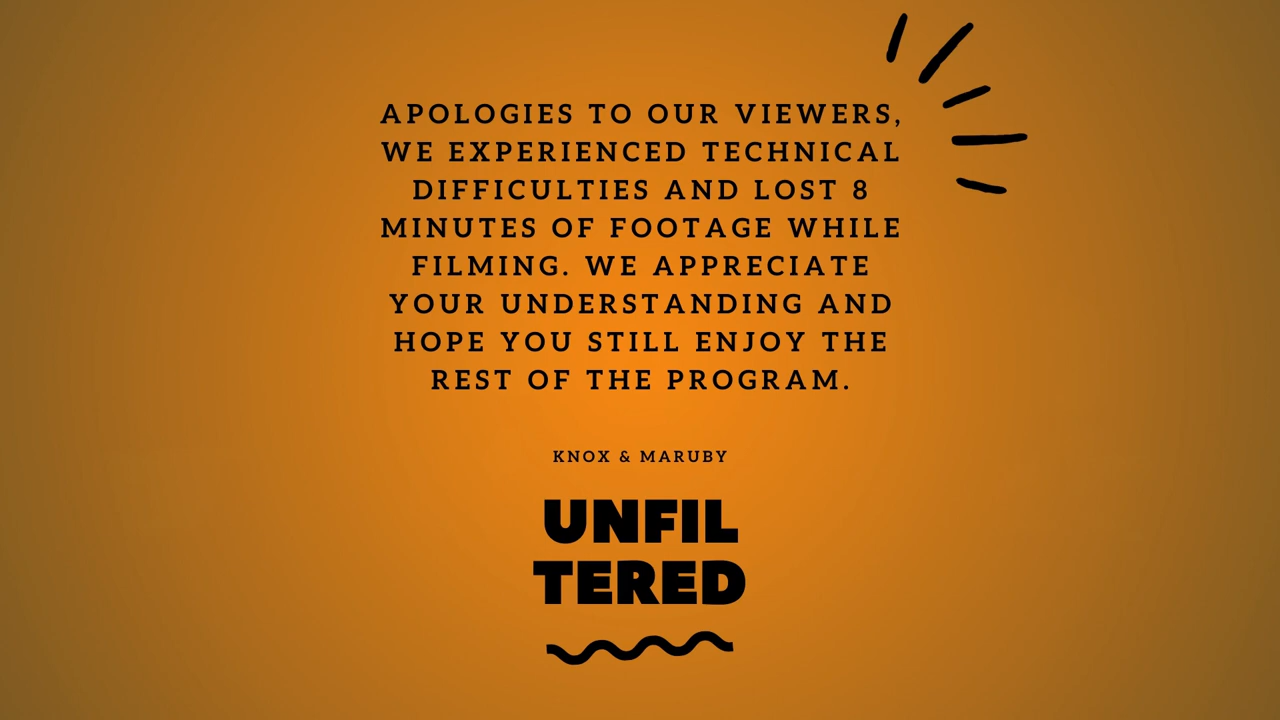 APOLOGIES TO OUR VIEWERS,
WE EXPERIENCED TECHNICAL
DIFFICULTIES AND LOST 8
MINUTES OF FOOTAGE WHILE
FILMING. WE APPRECIATE
YOUR UNDERSTANDING AND
HOPE YOU STILL ENJOY THE
REST OF THE PROGRAM.
KNOX & MARUBY
UNFIL
TERED